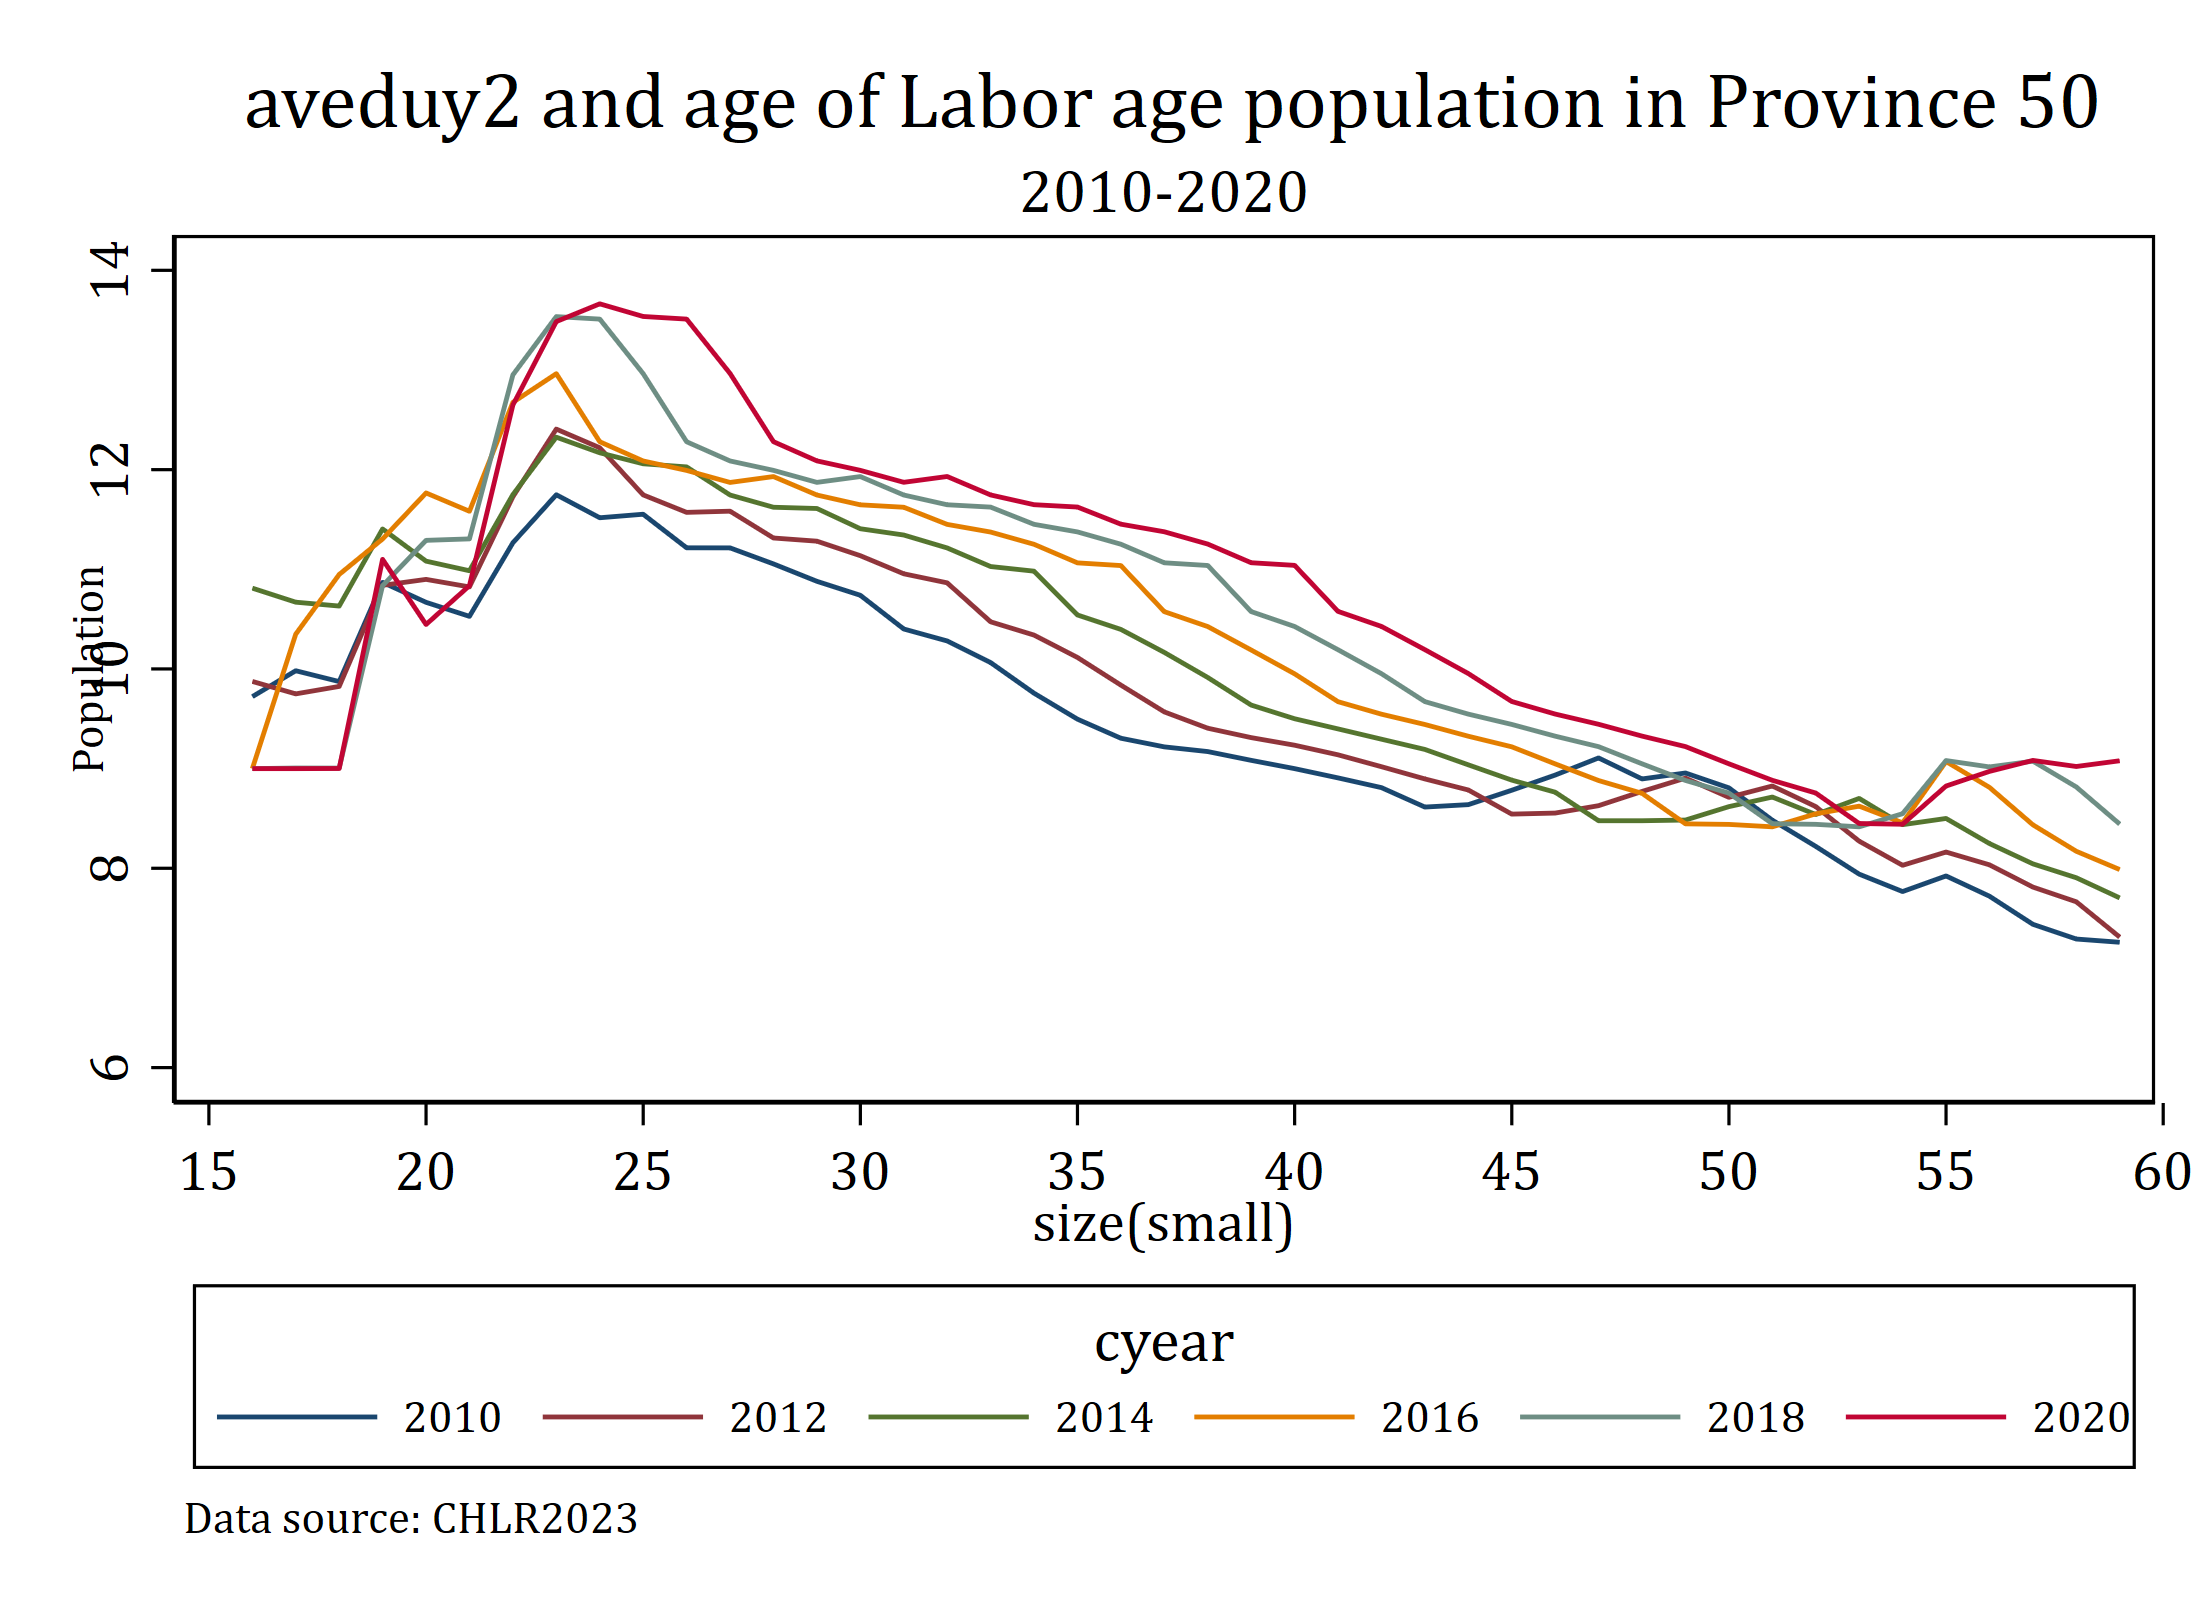 aveduy2 and age of Labor age population in Province 50
2010-2020
Population
14
12
10
8
6
15 20 25 30 35 40 45 50 55 60
size(small)
cyear
2010 2012 2014 2016 2018 2020
Data source: CHLR2023